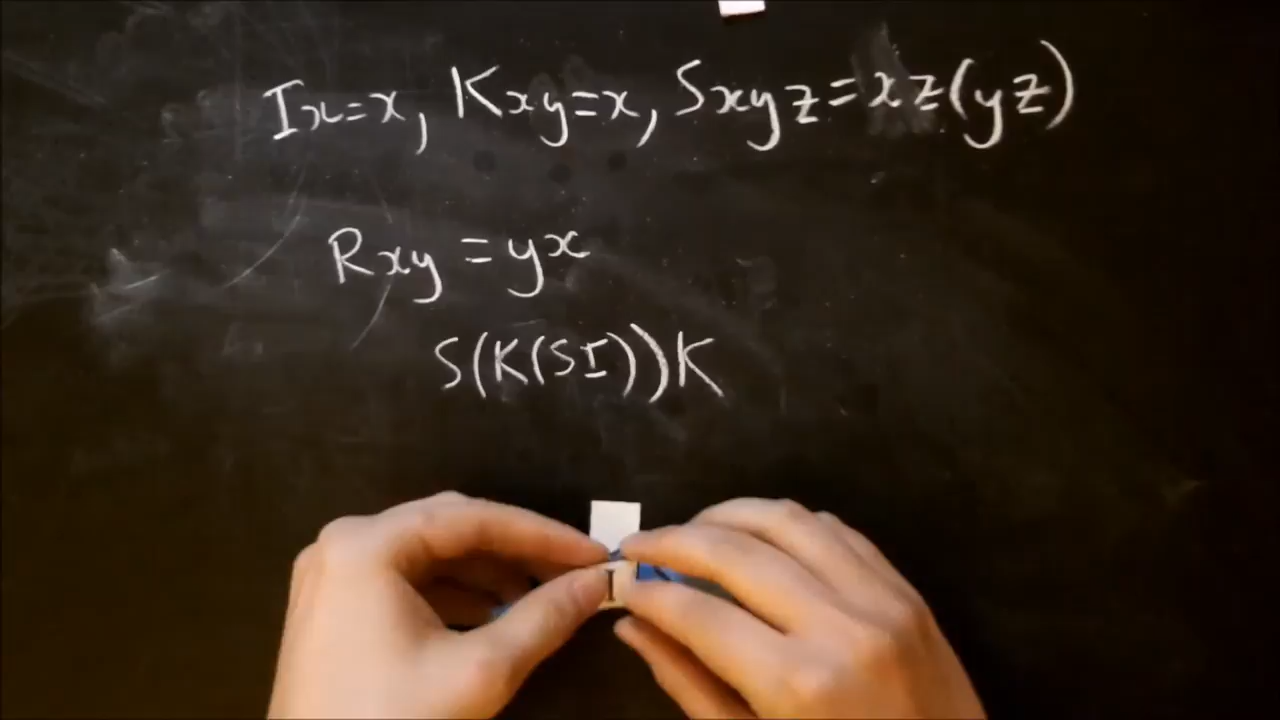 Ix=x, Kxy=x, Sxyz=xz(yz)
Rxy = yx
S(K(SI))K
I